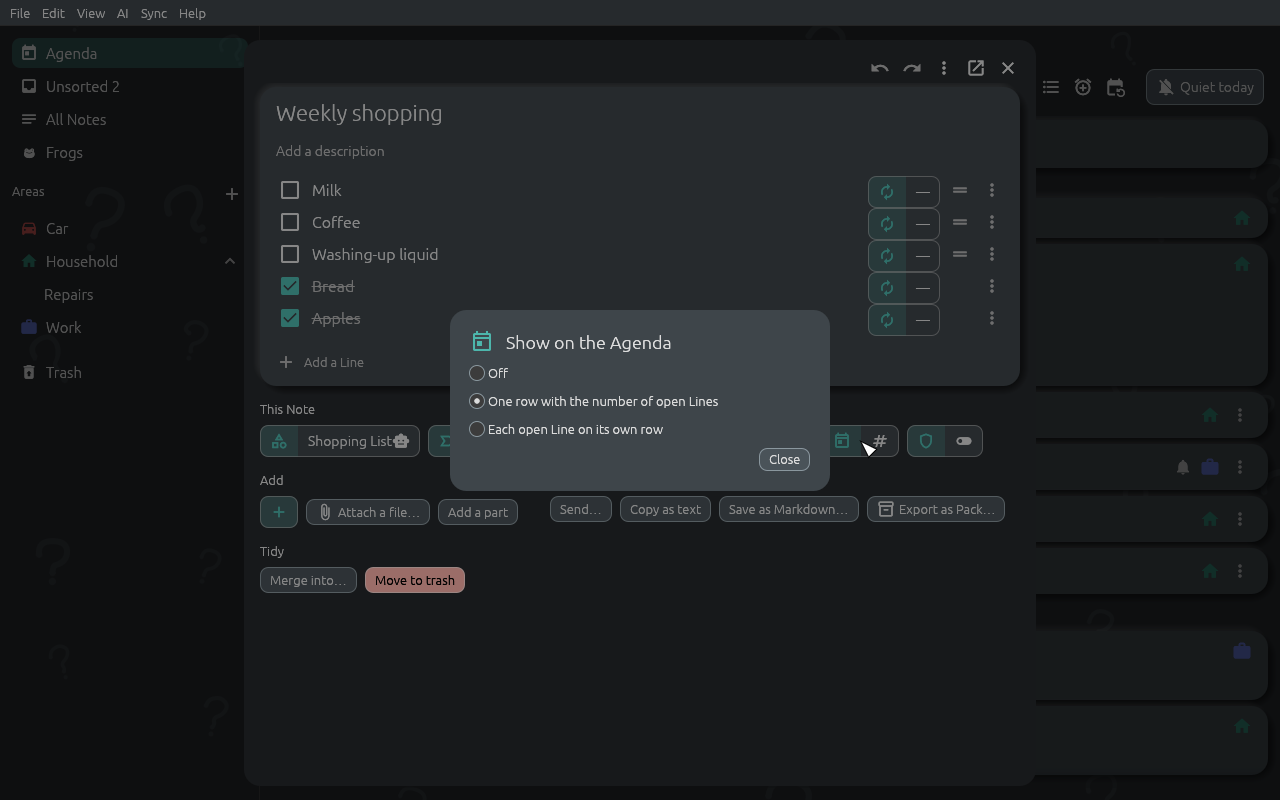 File Edit View AI Sync Help
Agenda
Unsorted 2
All Notes
Frogs
Areas
Car
Household
Repairs
Work
Trash
Quiet today
Weekly shopping
Add a description
Milk
Coffee
Washing-up liquid
Bread
Apples
Add a Line
Show on the Agenda
Off
One row with the number of open Lines
Each open Line on its own row
Close
This Note
Shopping List
Add
Attach a file...
Add a part
Send...
Copy as text
Save as Markdown...
Export as Pack...
Tidy
Merge into...
Move to trash